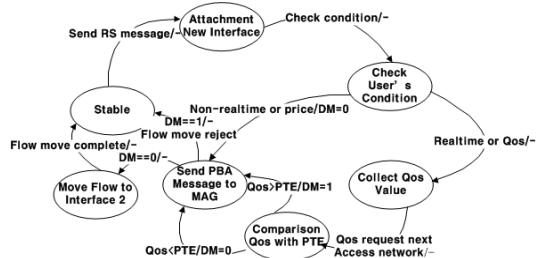 Attachment
New Interface
Check condition/-
Send RS message/-
Check
User's
Condition
Stable
Non-realtime or price/DM=0
DM==1/-
Flow move reject
Flow move complete/-
DM==0/-
Realtime or Qos/-
Move Flow to
Interface 2
Send PBA
Message to
MAG
Qos>PTE/DM=1
Collect Qos
Value
Comparison
Qos with PTE
Qos<PTE/DM=0
Qos request next
Access network/-